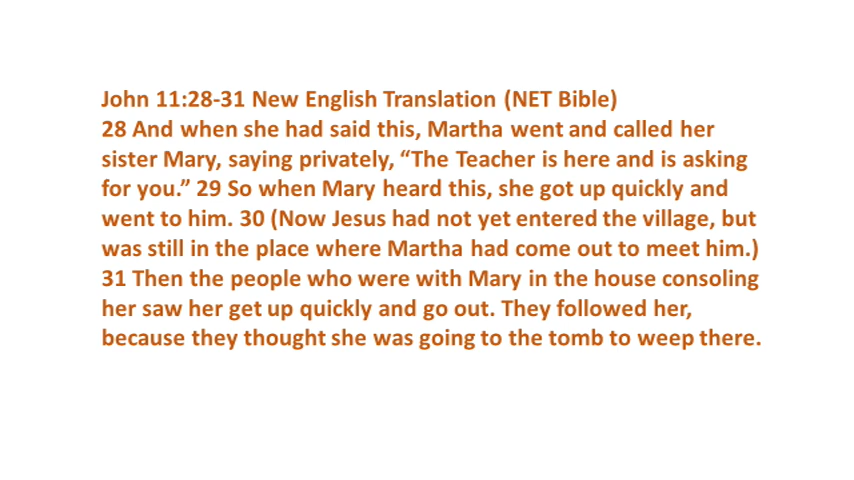 John 11:28-31 New English Translation (NET Bible)
28 And when she had said this, Martha went and called her
sister Mary, saying privately, “The Teacher is here and is asking
for you.” 29 So when Mary heard this, she got up quickly and
went to him. 30 (Now Jesus had not yet entered the village, but
was still in the place where Martha had come out to meet him.)
31 Then the people who were with Mary in the house consoling
her saw her get up quickly and go out. They followed her,
because they thought she was going to the tomb to weep there.